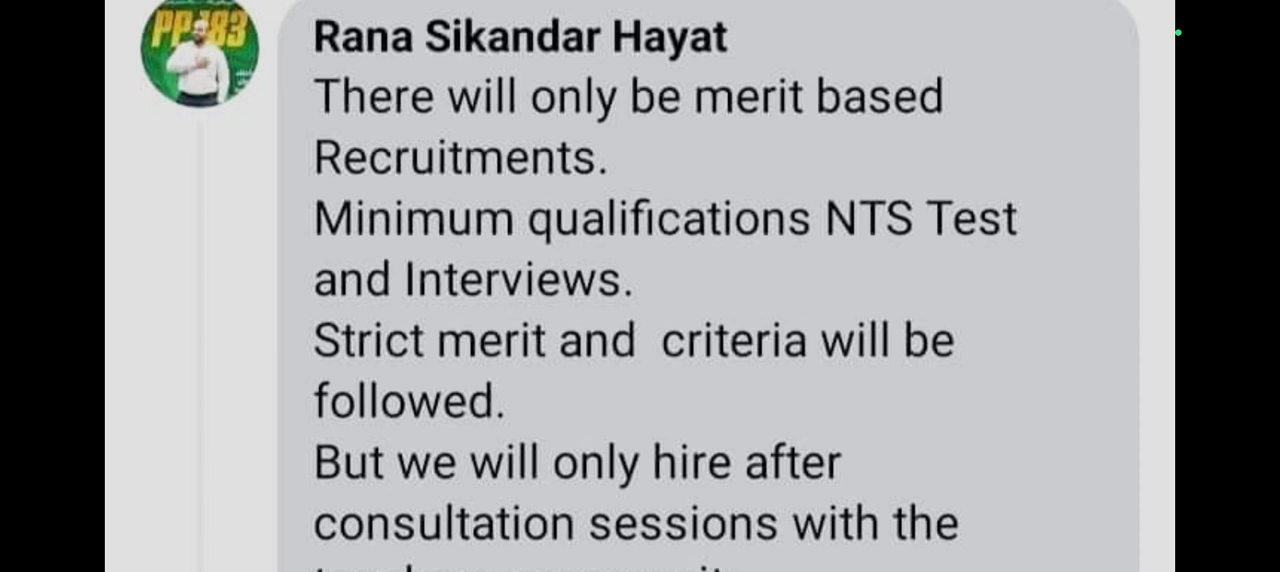 PP-183
Rana Sikandar Hayat
There will only be merit based
Recruitments.
Minimum qualifications NTS Test
and Interviews.
Strict merit and  criteria will be
followed.
But we will only hire after
consultation sessions with the